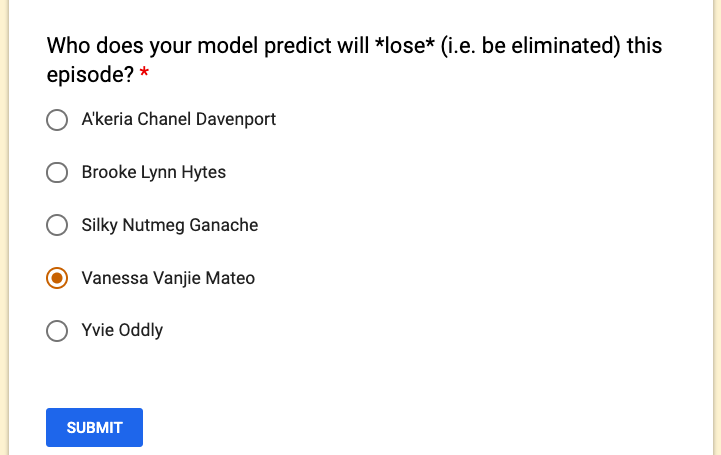 Who does your model predict will *lose* (i.e. be eliminated) this
episode? *
A'keria Chanel Davenport
Brooke Lynn Hytes
Silky Nutmeg Ganache
Vanessa Vanjie Mateo
Yvie Oddly
SUBMIT